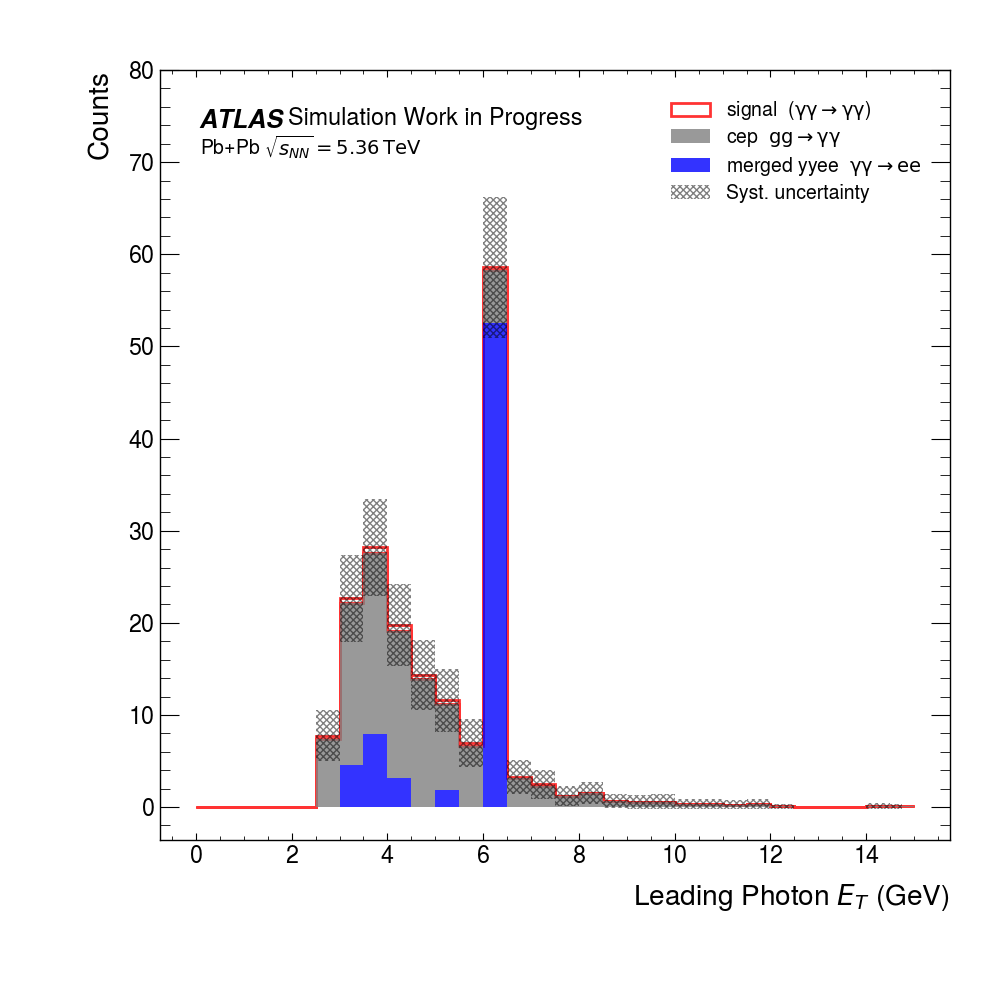 Counts
80
70
60
50
40
30
20
10
0
ATLAS Simulation Work in Progress
Pb+Pb √sNN = 5.36 TeV
signal (γγ → γγ)
cep gg → γγ
merged yyee γγ → ee
Syst. uncertainty
0 2 4 6 8 10 12 14
Leading Photon ET (GeV)